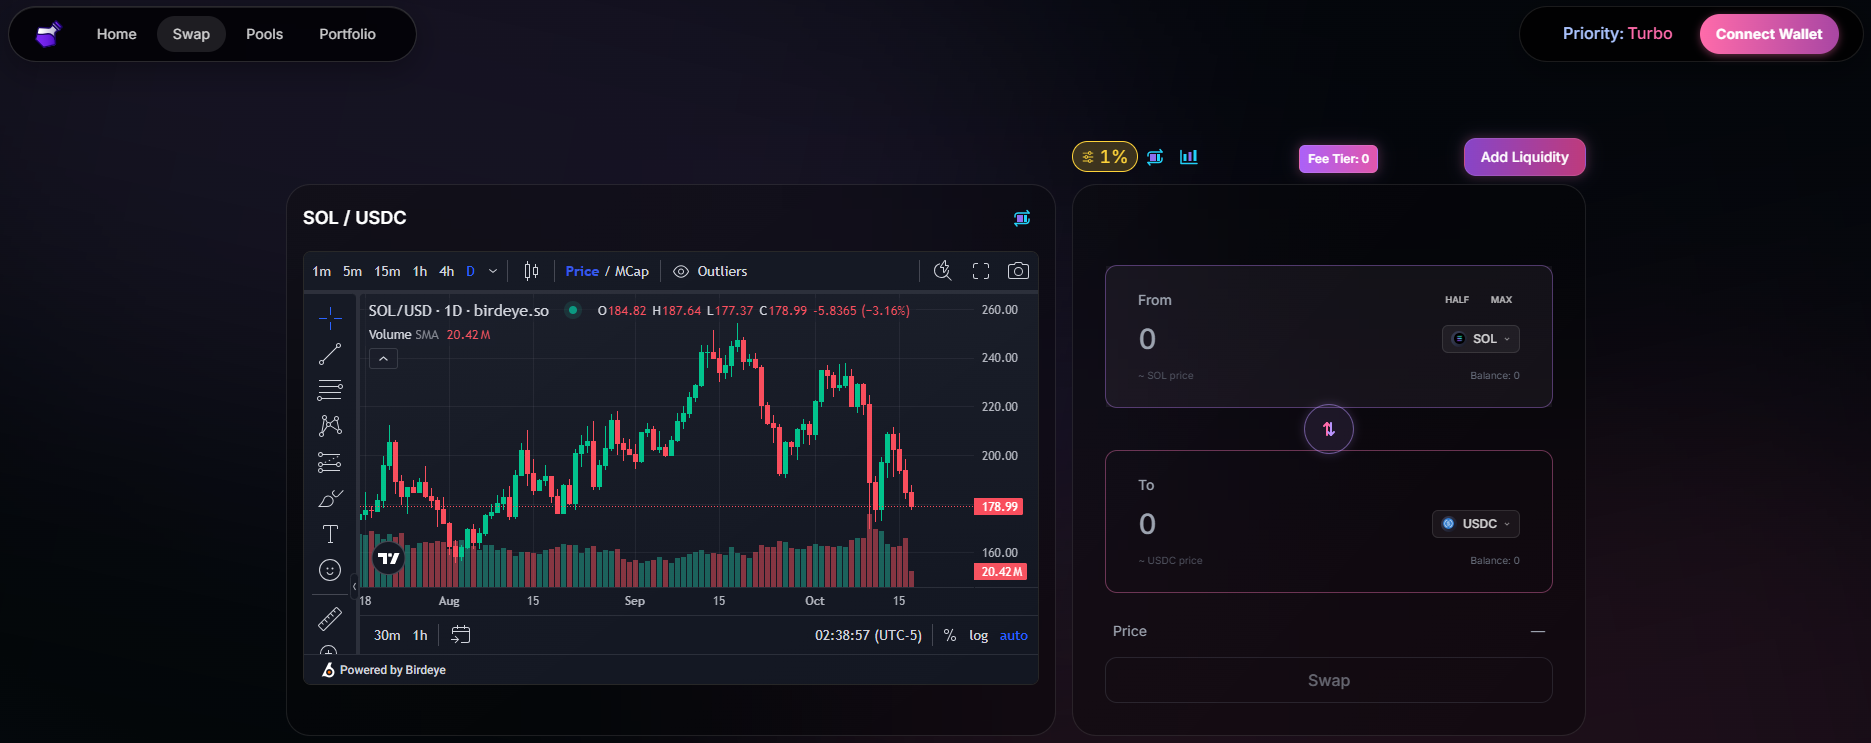 Home Swap Pools Portfolio Priority: Turbo Connect Wallet
1% Fee Tier: 0 Add Liquidity
SOL / USDC
1m 5m 15m 1h 4h D Price / MCap Outliers
SOL/USD · 1D · birdeye.so O184.82 H187.64 L177.37 C178.99 -5.8365 (−3.16%)
Volume SMA 20.42M
260.00
240.00
220.00
200.00
178.99
160.00
20.42M
18 Aug 15 Sep 15 Oct 15
30m 1h 02:38:57 (UTC-5) % log auto
Powered by Birdeye
From HALF MAX
0 SOL
~ SOL price Balance: 0
To
0 USDC
~ USDC price Balance: 0
Price —
Swap